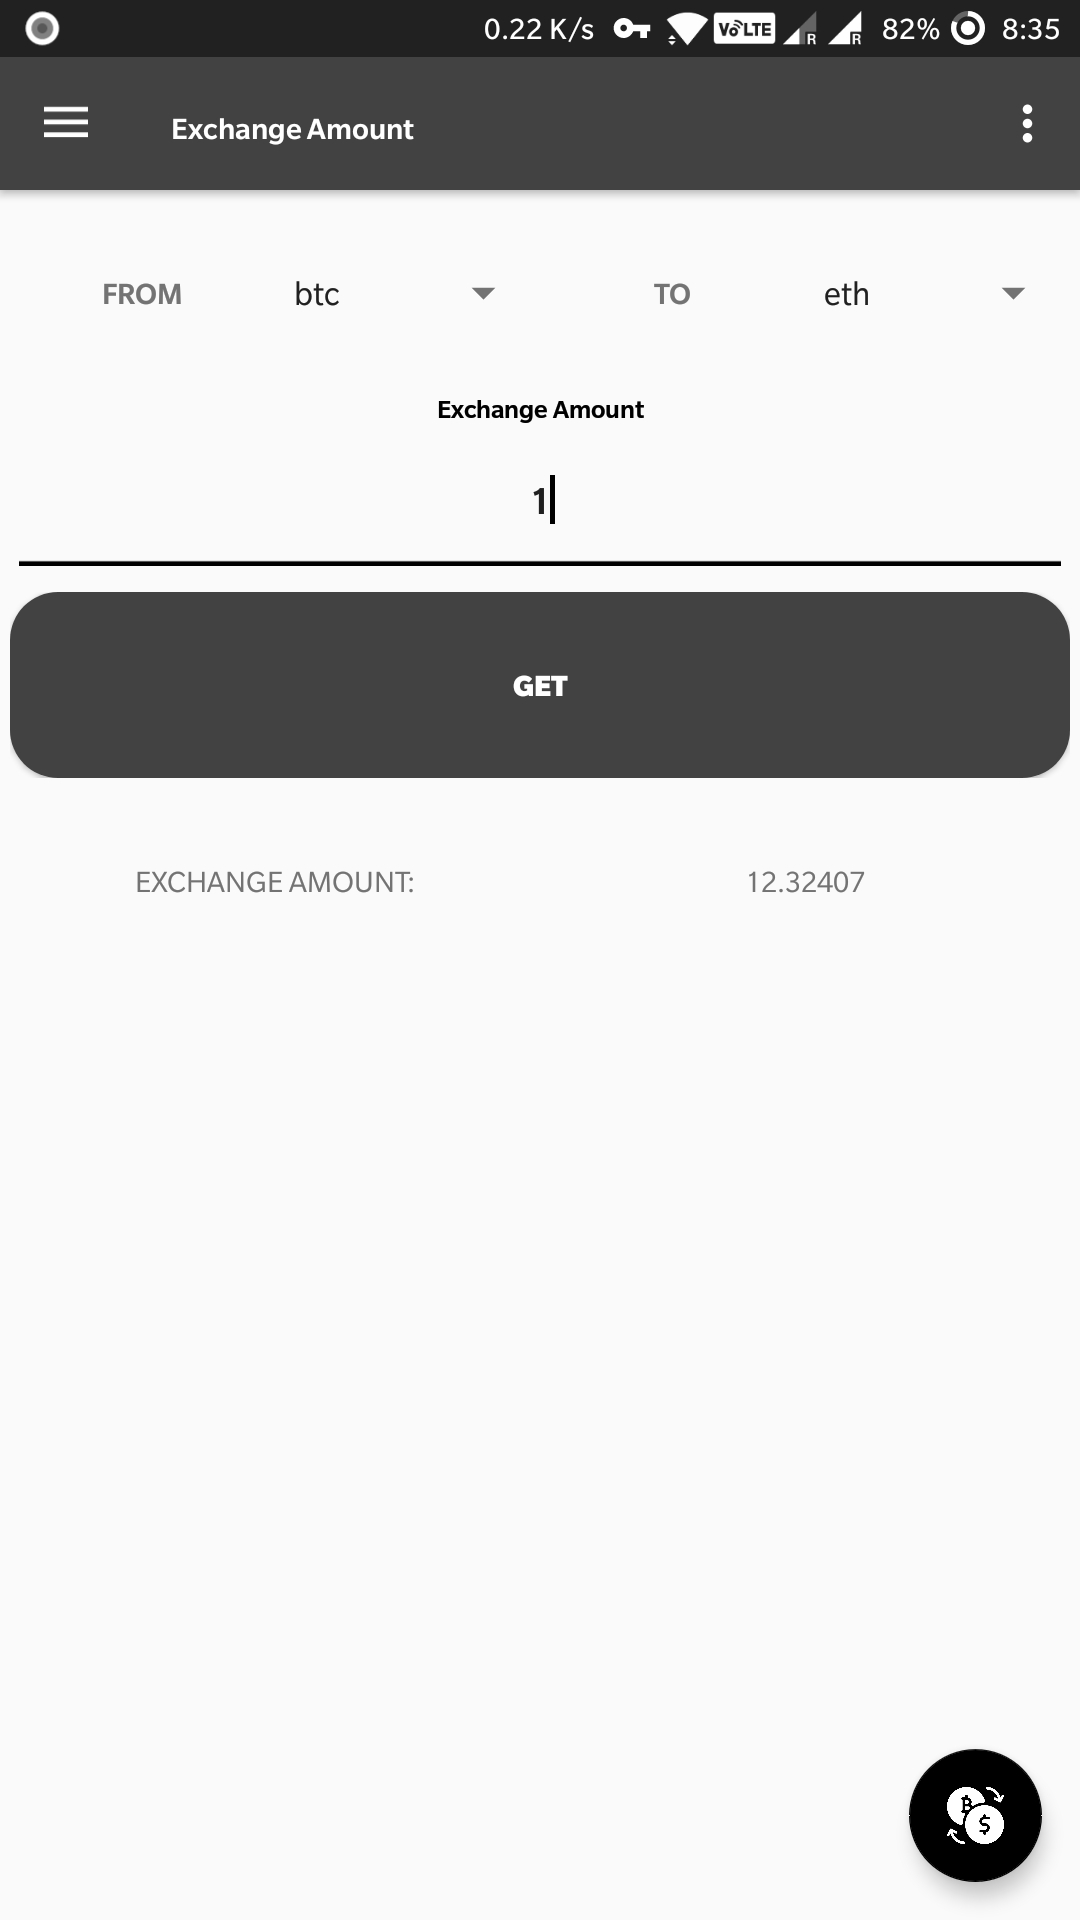 0.22 K/s VoLTE R R 82% 8:35
Exchange Amount
FROM btc TO eth
Exchange Amount
1
GET
EXCHANGE AMOUNT: 12.32407
B
$